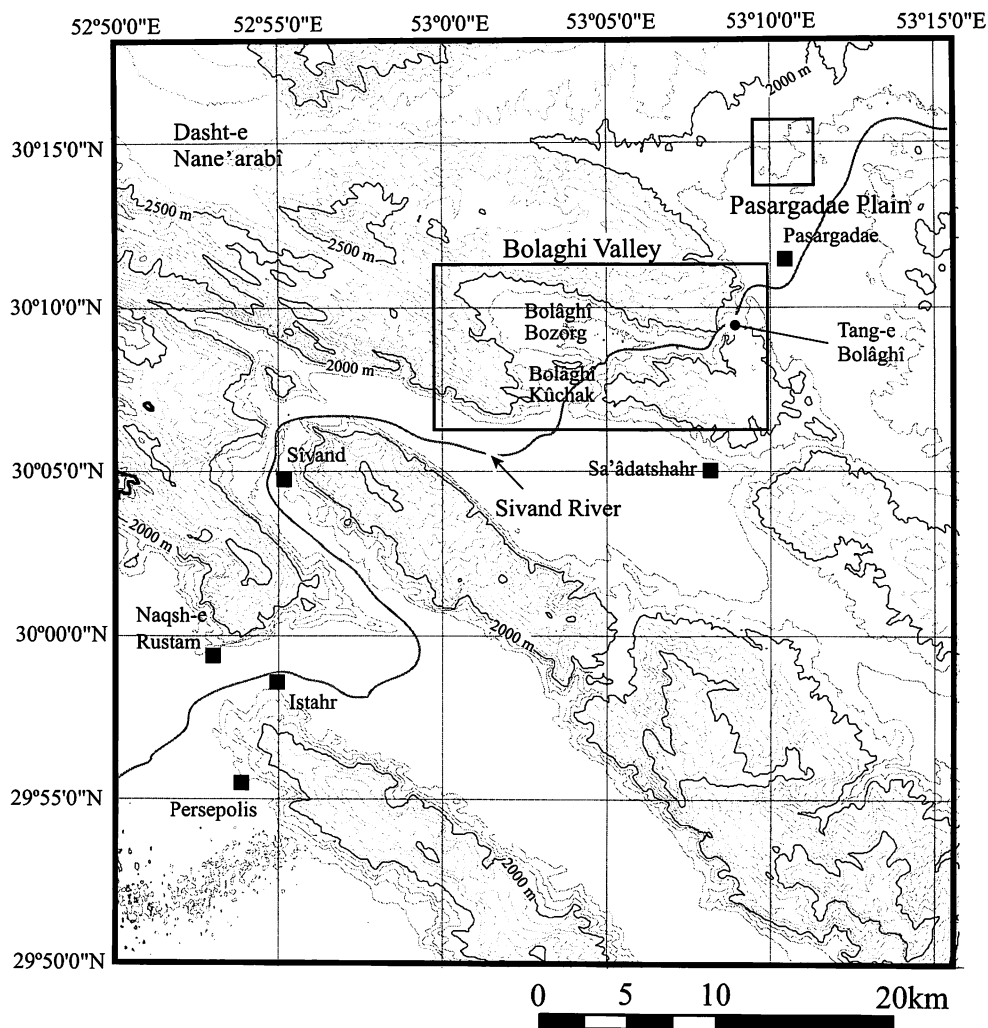 52°50'0"E 52°55'0"E 53°00'0"E 53°05'0"E 53°10'0"E 53°15'0"E
2000 m
30°15'0"N
Dasht-e
Nane'arabî
2500 m
2500 m
Pasargadae Plain
Pasargadae
Bolaghi Valley
30°10'0"N
Bolâghî
Bozorg
Tang-e
Bolâghî
2000 m
Bolâghî
Kûchak
30°05'0"N
Sîvand
Sa'âdatshahr
Sivand River
2000 m
Naqsh-e
Rustam
30°00'0"N
2000 m
Istahr
29°55'0"N
Persepolis
2000 m
29°50'0"N
0 5 10 20km